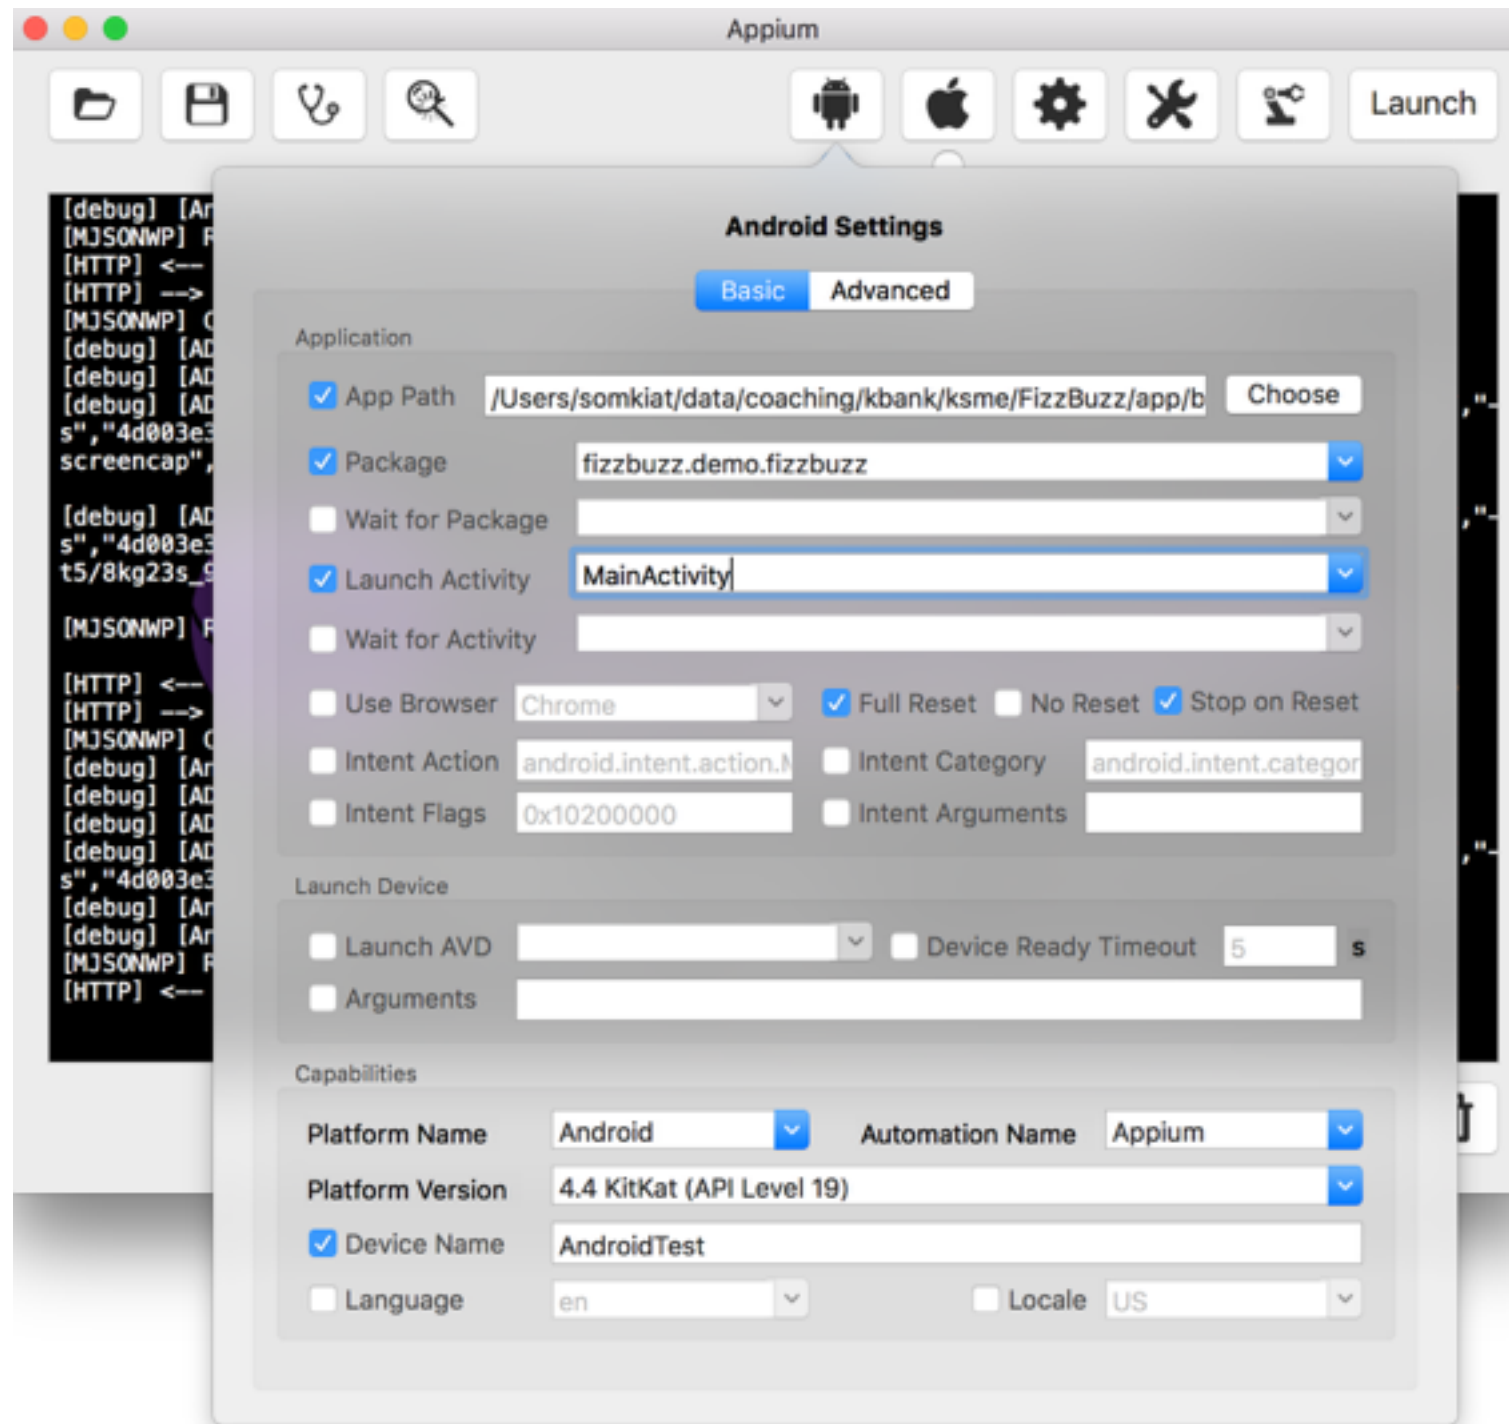 Appium
Launch
[debug] [Ar
[MJSONWP] R
[HTTP] <--
[HTTP] -->
[MJSONWP] C
[debug] [AD
[debug] [AD
[debug] [AD
s","4d003e3
screencap",
[debug] [AD
s","4d003e3
t5/8kg23s_9
[MJSONWP] R
[HTTP] <--
[HTTP] -->
[MJSONWP] C
[debug] [Ar
[debug] [AD
[debug] [AD
[debug] [AD
s","4d003e3
[debug] [Ar
[debug] [Ar
[MJSONWP] R
[HTTP] <--
,"-
,"-
,"-
Android Settings
Basic Advanced
Application
App Path /Users/somkiat/data/coaching/kbank/ksme/FizzBuzz/app/b Choose
Package fizzbuzz.demo.fizzbuzz
Wait for Package
Launch Activity MainActivity
Wait for Activity
Use Browser Chrome Full Reset No Reset Stop on Reset
Intent Action android.intent.action.M Intent Category android.intent.categor
Intent Flags 0x10200000 Intent Arguments
Launch Device
Launch AVD Device Ready Timeout 5 s
Arguments
Capabilities
Platform Name Android Automation Name Appium
Platform Version 4.4 KitKat (API Level 19)
Device Name AndroidTest
Language en Locale US